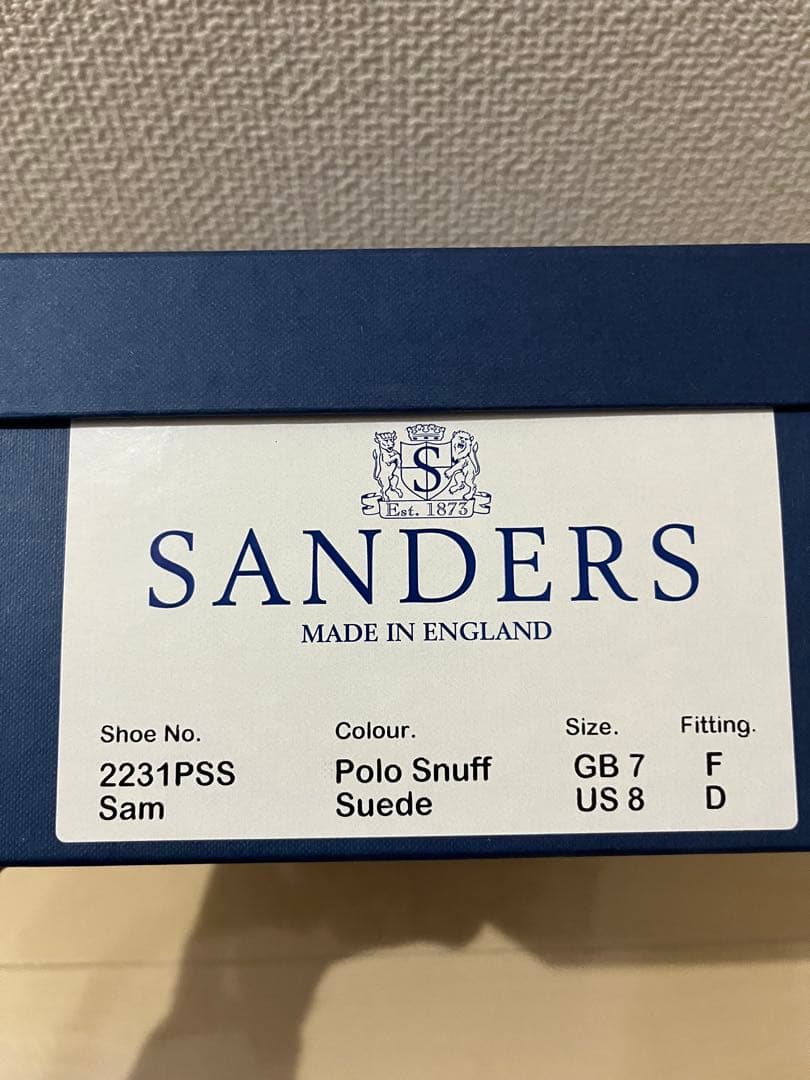 S
Est. 1873
SANDERS
MADE IN ENGLAND
Shoe No. Colour. Size. Fitting.
2231PSS Polo Snuff GB 7 F
Sam Suede US 8 D